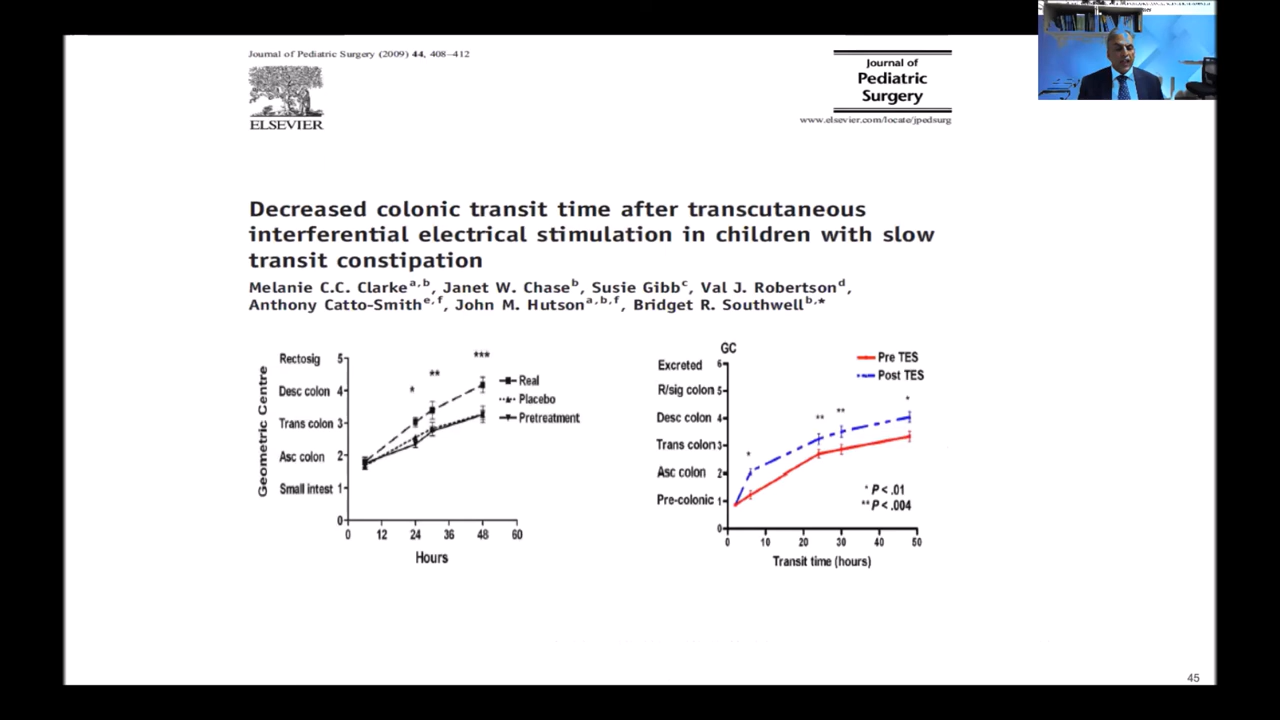 Journal of Pediatric Surgery (2009) 44, 408–412
ELSEVIER
Journal of
Pediatric
Surgery
www.elsevier.com/locate/jpedsurg
Decreased colonic transit time after transcutaneous
interferential electrical stimulation in children with slow
transit constipation
Melanie C.C. Clarke a,b, Janet W. Chase b, Susie Gibb c, Val J. Robertson d,
Anthony Catto-Smith e,f, John M. Hutson a,b,f, Bridget R. Southwell b,*
Geometric Centre
Rectosig 5
Desc colon 4
Trans colon 3
Asc colon 2
Small intest 1
0
0 12 24 36 48 60
Hours
* ** ***
Real
Placebo
Pretreatment
GC
Excreted 6
R/sig colon 5
Desc colon 4
Trans colon 3
Asc colon 2
Pre-colonic 1
0
0 10 20 30 40 50
Transit time (hours)
* ** ** *
Pre TES
Post TES
* P < .01
** P < .004
45